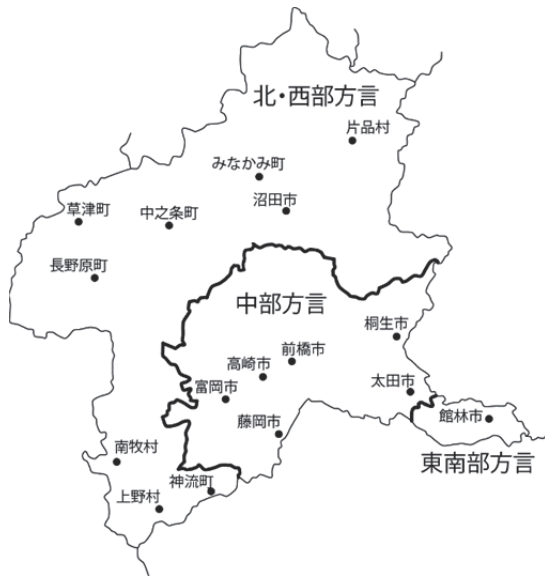 北・西部方言
片品村
みなかみ町
沼田市
草津町
中之条町
長野原町
中部方言
桐生市
前橋市
高崎市
太田市
富岡市
館林市
藤岡市
東南部方言
南牧村
神流町
上野村